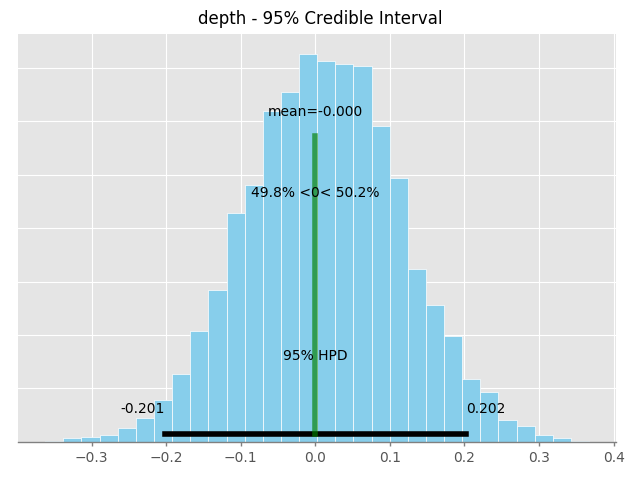 depth - 95% Credible Interval
mean=-0.000
49.8% <0< 50.2%
95% HPD
-0.201 0.202
−0.3 −0.2 −0.1 0.0 0.1 0.2 0.3 0.4